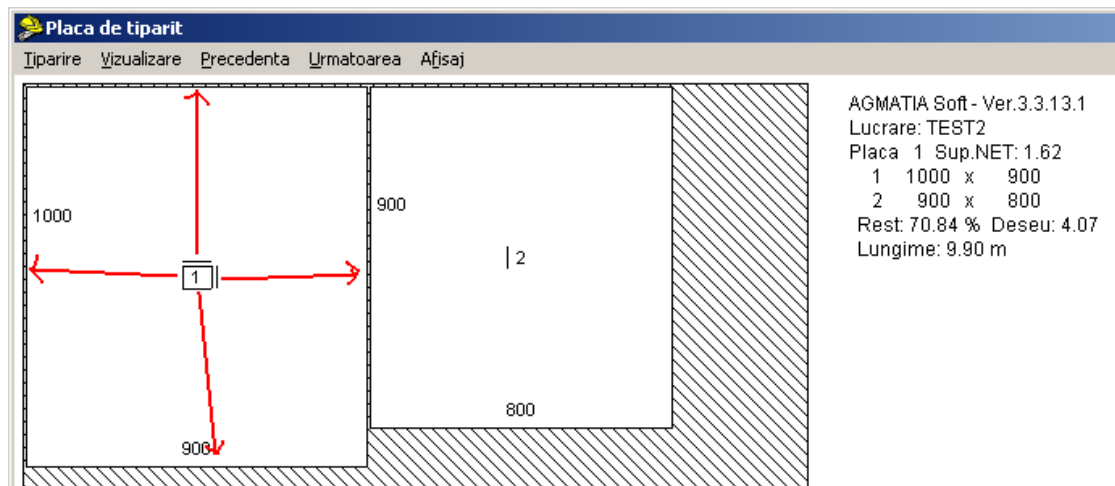 Placa de tiparit
Tiparire Vizualizare Precedenta Urmatoarea Afisaj
1000
1
900
900
2
800
AGMATIA Soft - Ver.3.3.13.1
Lucrare: TEST2
Placa 1 Sup.NET: 1.62
1 1000 x 900
2 900 x 800
Rest: 70.84 % Deseu: 4.07
Lungime: 9.90 m